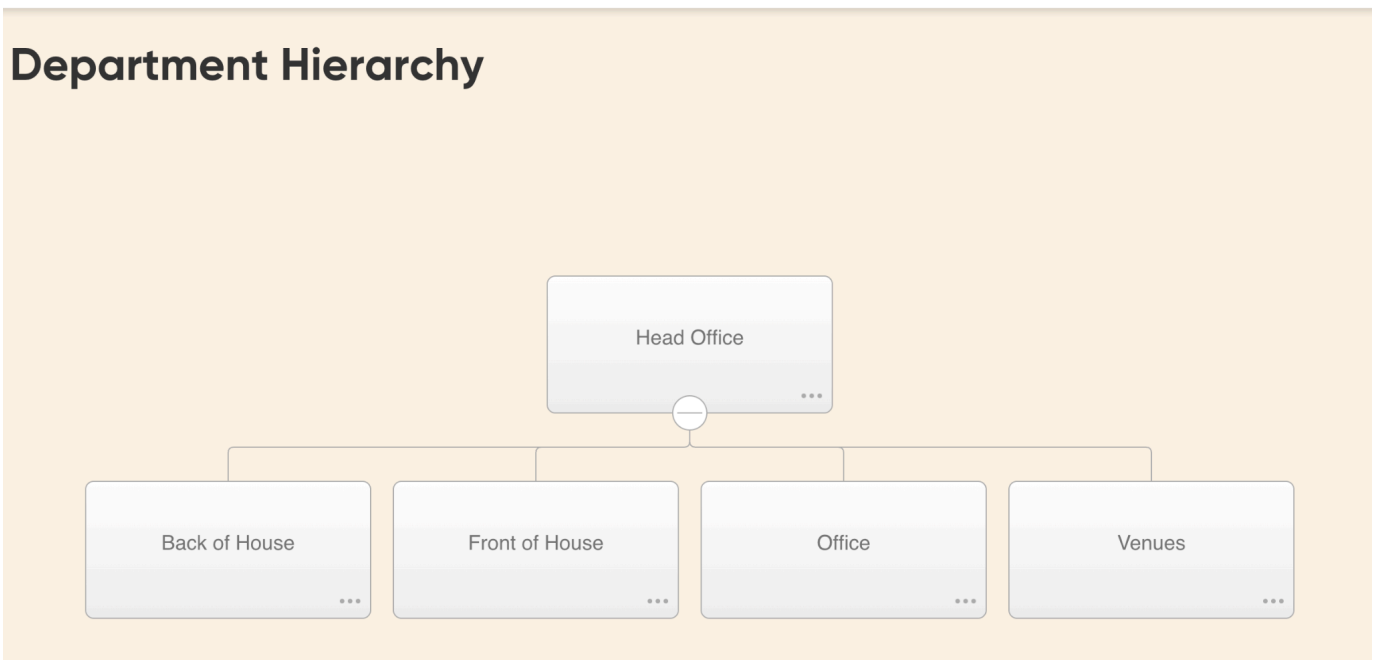 Department Hierarchy
Head Office
Back of House
Front of House
Office
Venues